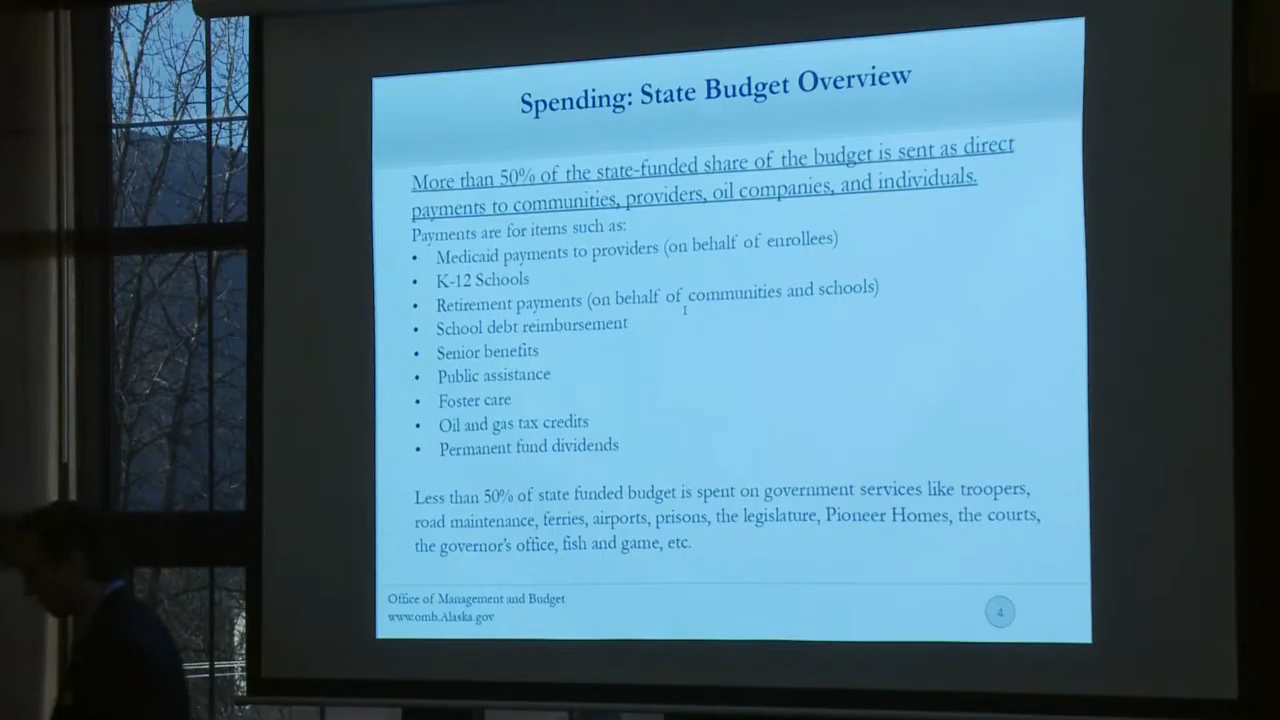 Spending: State Budget Overview
More than 50% of the state-funded share of the budget is sent as direct
payments to communities, providers, oil companies, and individuals.
Payments are for items such as:
• Medicaid payments to providers (on behalf of enrollees)
• K-12 Schools
• Retirement payments (on behalf of communities and schools)
• School debt reimbursement
• Senior benefits
• Public assistance
• Foster care
• Oil and gas tax credits
• Permanent fund dividends
Less than 50% of state funded budget is spent on government services like troopers,
road maintenance, ferries, airports, prisons, the legislature, Pioneer Homes, the courts,
the governor's office, fish and game, etc.
Office of Management and Budget
www.omb.Alaska.gov
4